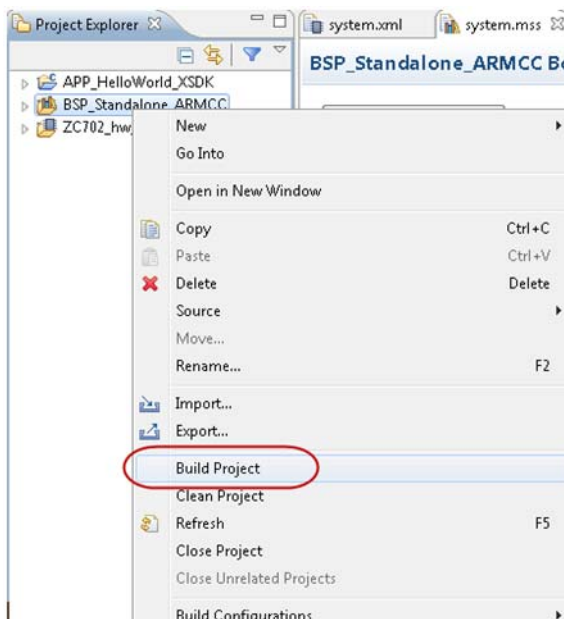 Project Explorer
system.xml
system.mss
BSP_Standalone_ARMCC
APP_HelloWorld_XSDK
BSP_Standalone_ARMCC
ZC702_hw
New
Go Into
Open in New Window
Copy Ctrl+C
Paste Ctrl+V
Delete Delete
Source
Move...
Rename... F2
Import...
Export...
Build Project
Clean Project
Refresh F5
Close Project
Close Unrelated Projects
Build Configurations